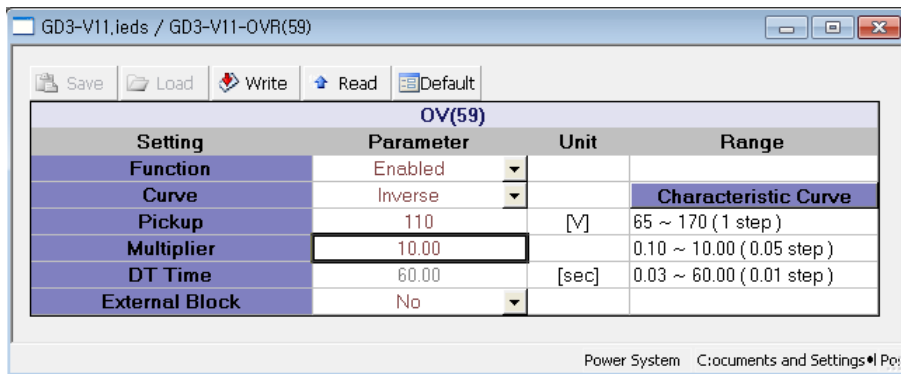 GD3-V11,ieds / GD3-V11-OVR(59)
Save Load Write Read Default
OV(59)
Setting Parameter Unit Range
Function Enabled
Curve Inverse Characteristic Curve
Pickup 110 [V] 65 ~ 170 ( 1 step )
Multiplier 10.00 0.10 ~ 10.00 ( 0.05 step )
DT Time 60.00 [sec] 0.03 ~ 60.00 ( 0.01 step )
External Block No
Power System C:ocuments and Settings